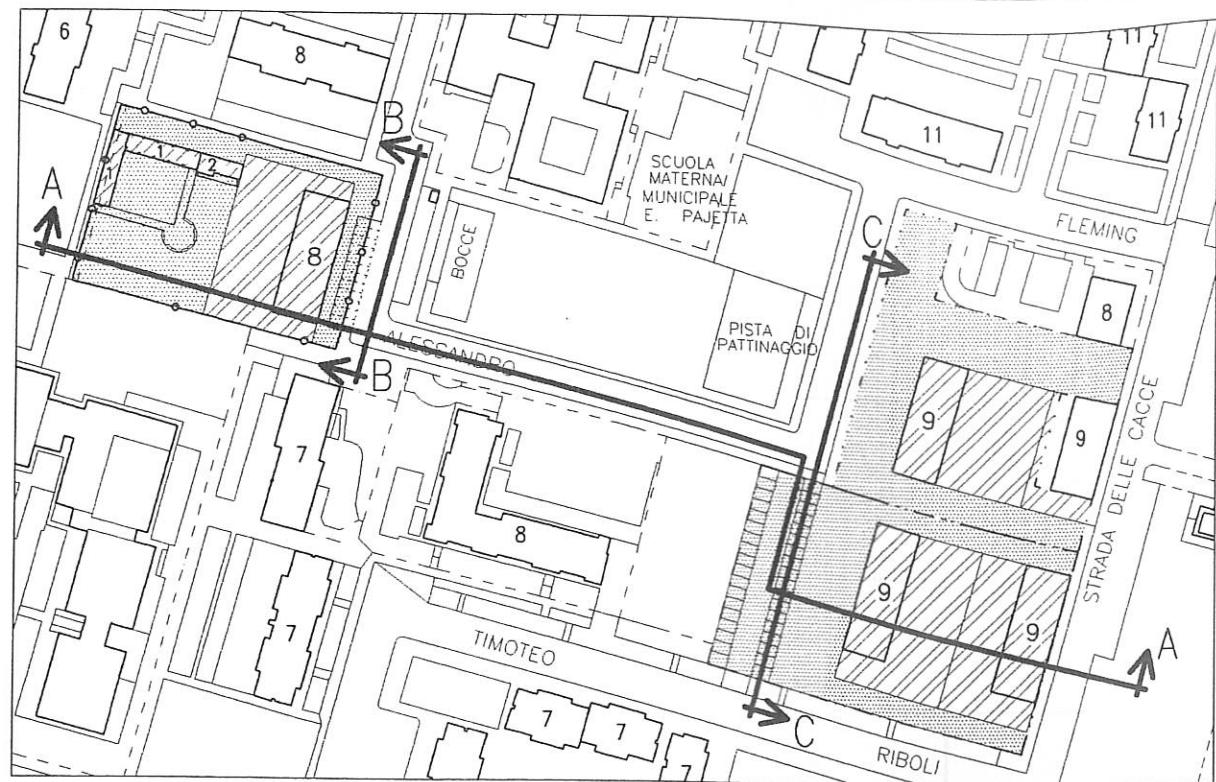 6
8
11
11
11
B
A
1
2
1
8
SCUOLA
MATERNA/
MUNICIPALE
E. PAJETTA
BOCCE
FLEMING
C
8
PISTA DI
PATTINAGGIO
ALESSANDRO
B
9
9
STRADA DELLE CACCE
7
8
9
9
7
TIMOTEO
A
7
7
7
C
RIBOLI